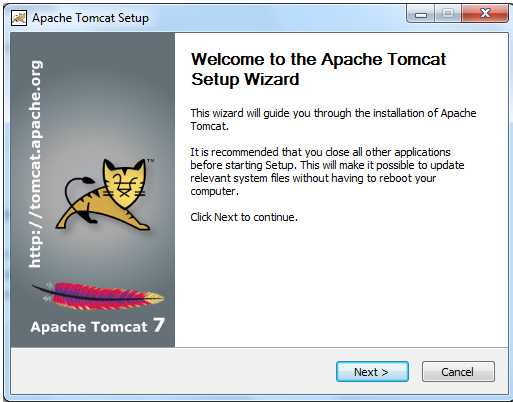 Apache Tomcat Setup
http://tomcat.apache.org
TM
Apache Tomcat 7
Welcome to the Apache Tomcat
Setup Wizard
This wizard will guide you through the installation of Apache
Tomcat.
It is recommended that you close all other applications
before starting Setup. This will make it possible to update
relevant system files without having to reboot your
computer.
Click Next to continue.
Next >
Cancel